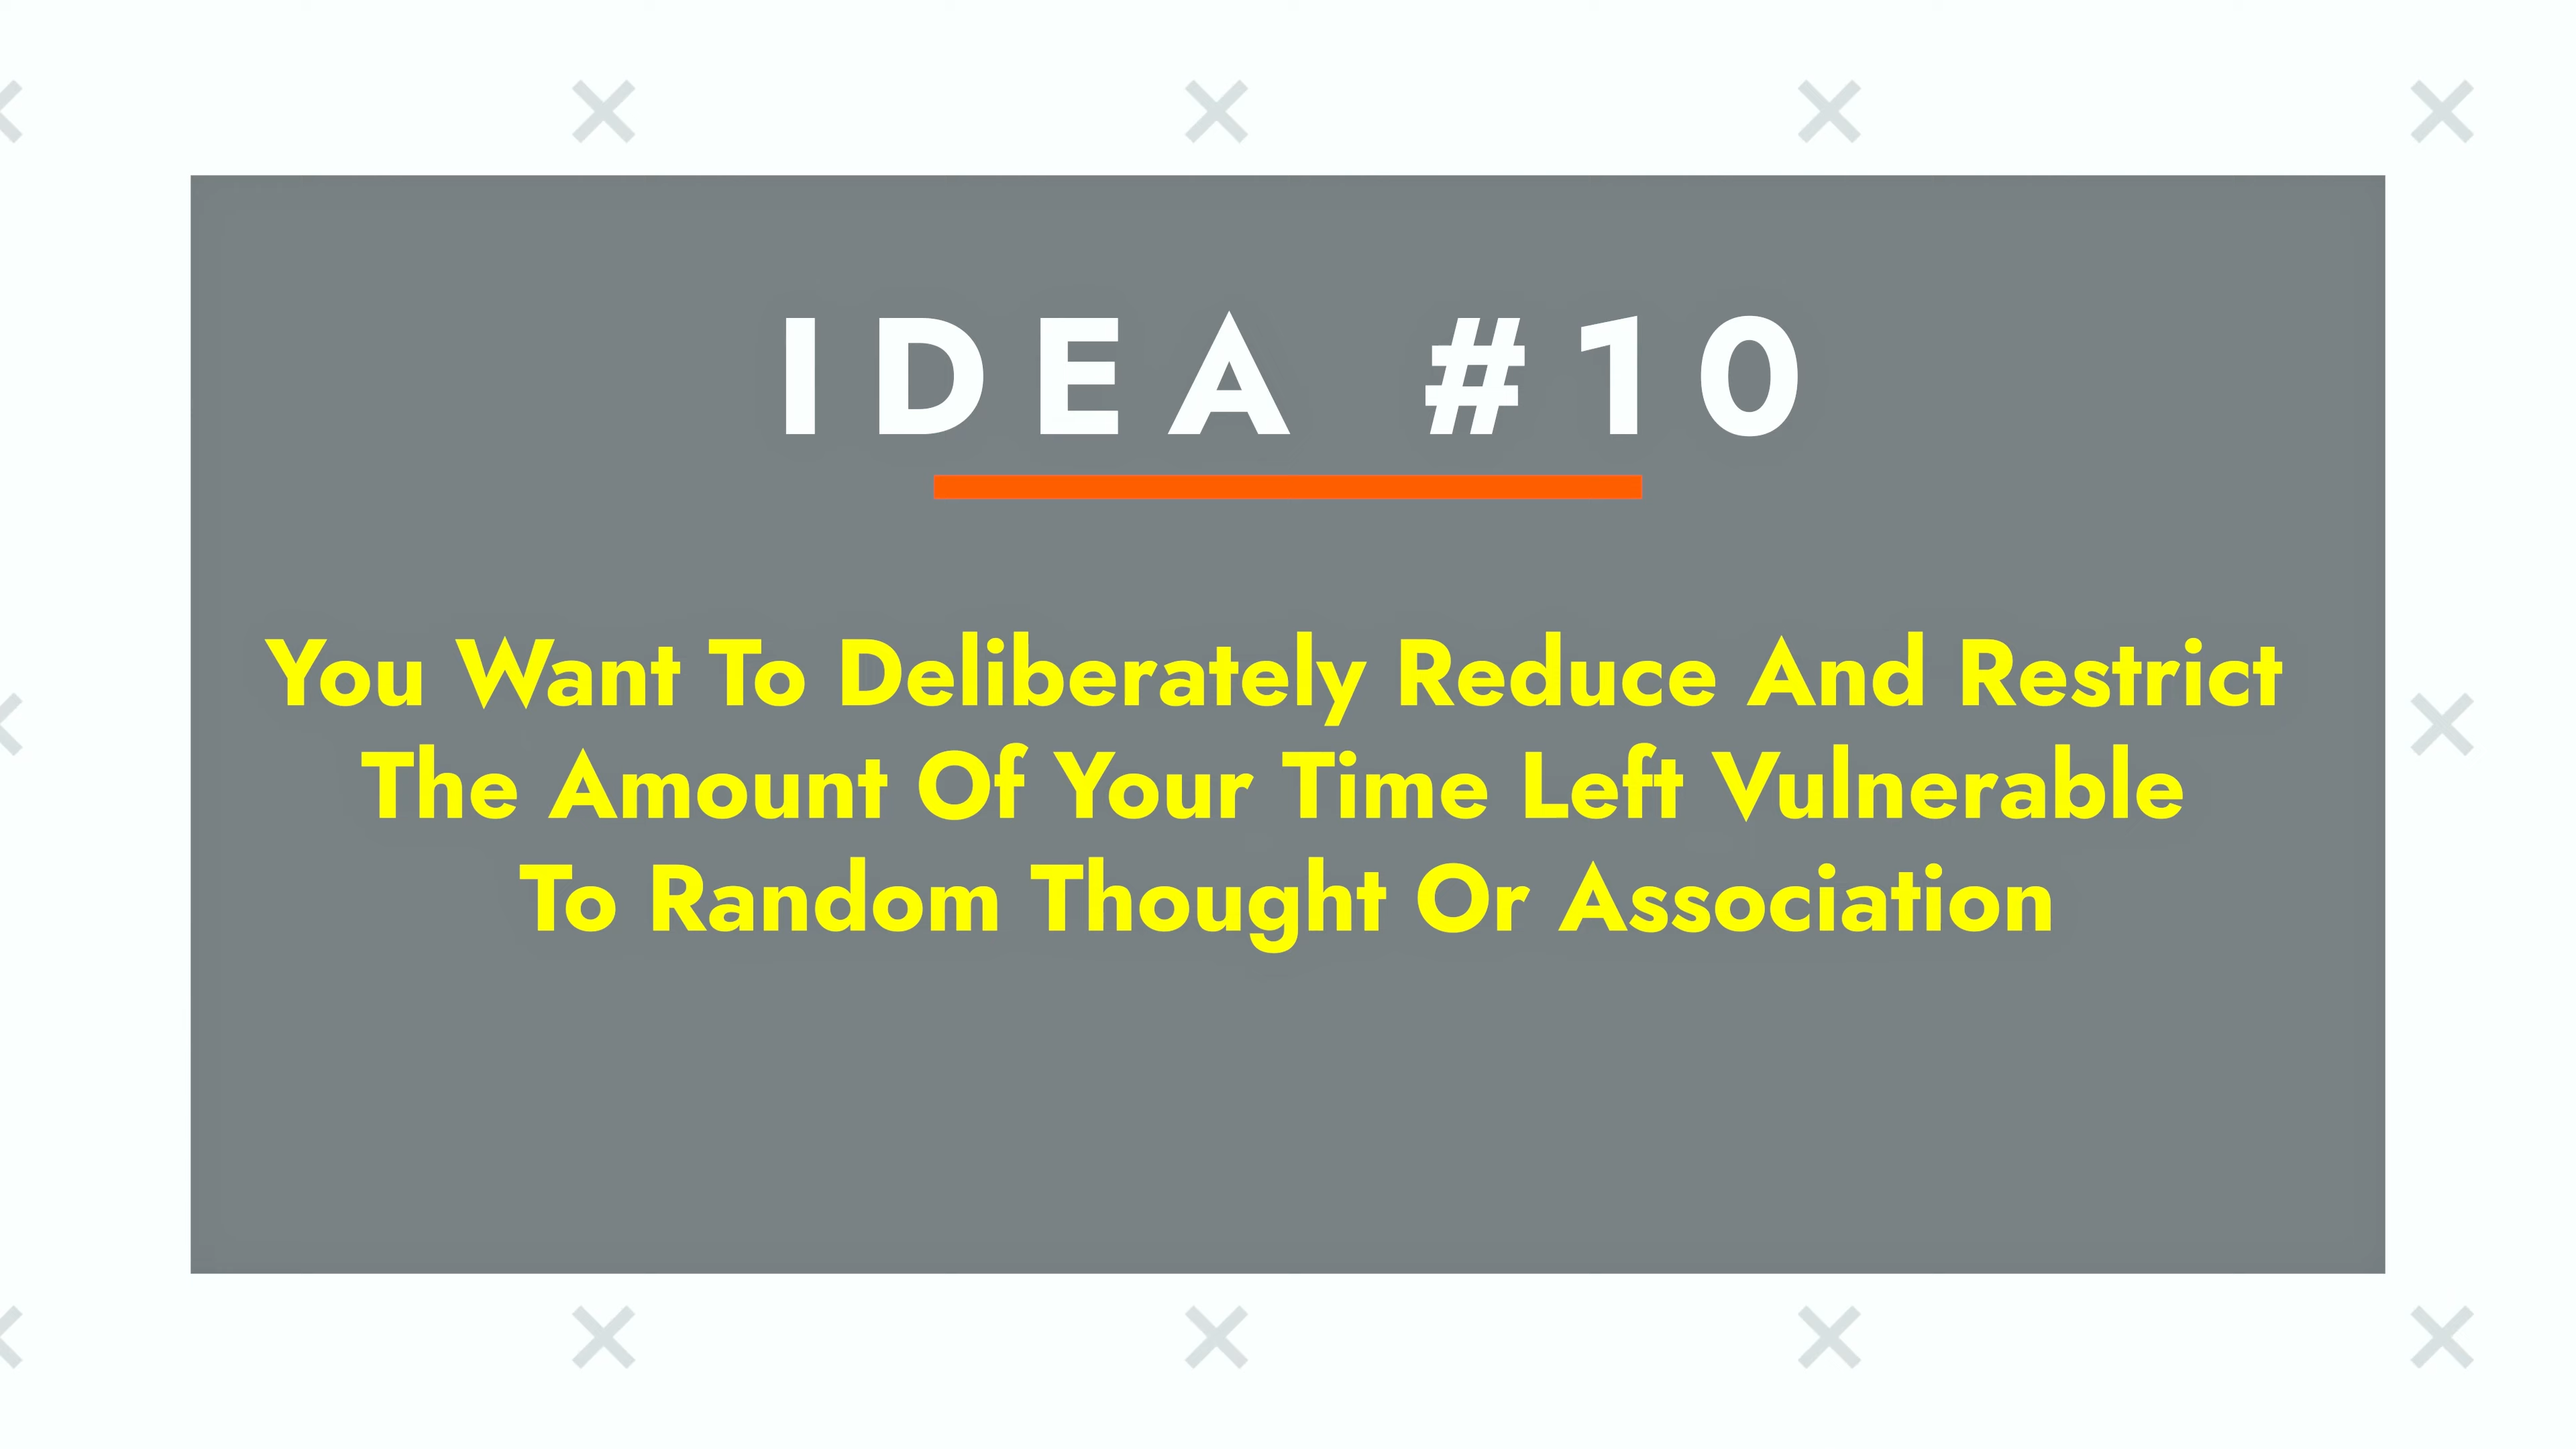 IDEA #10
You Want To Deliberately Reduce And Restrict
The Amount Of Your Time Left Vulnerable
To Random Thought Or Association